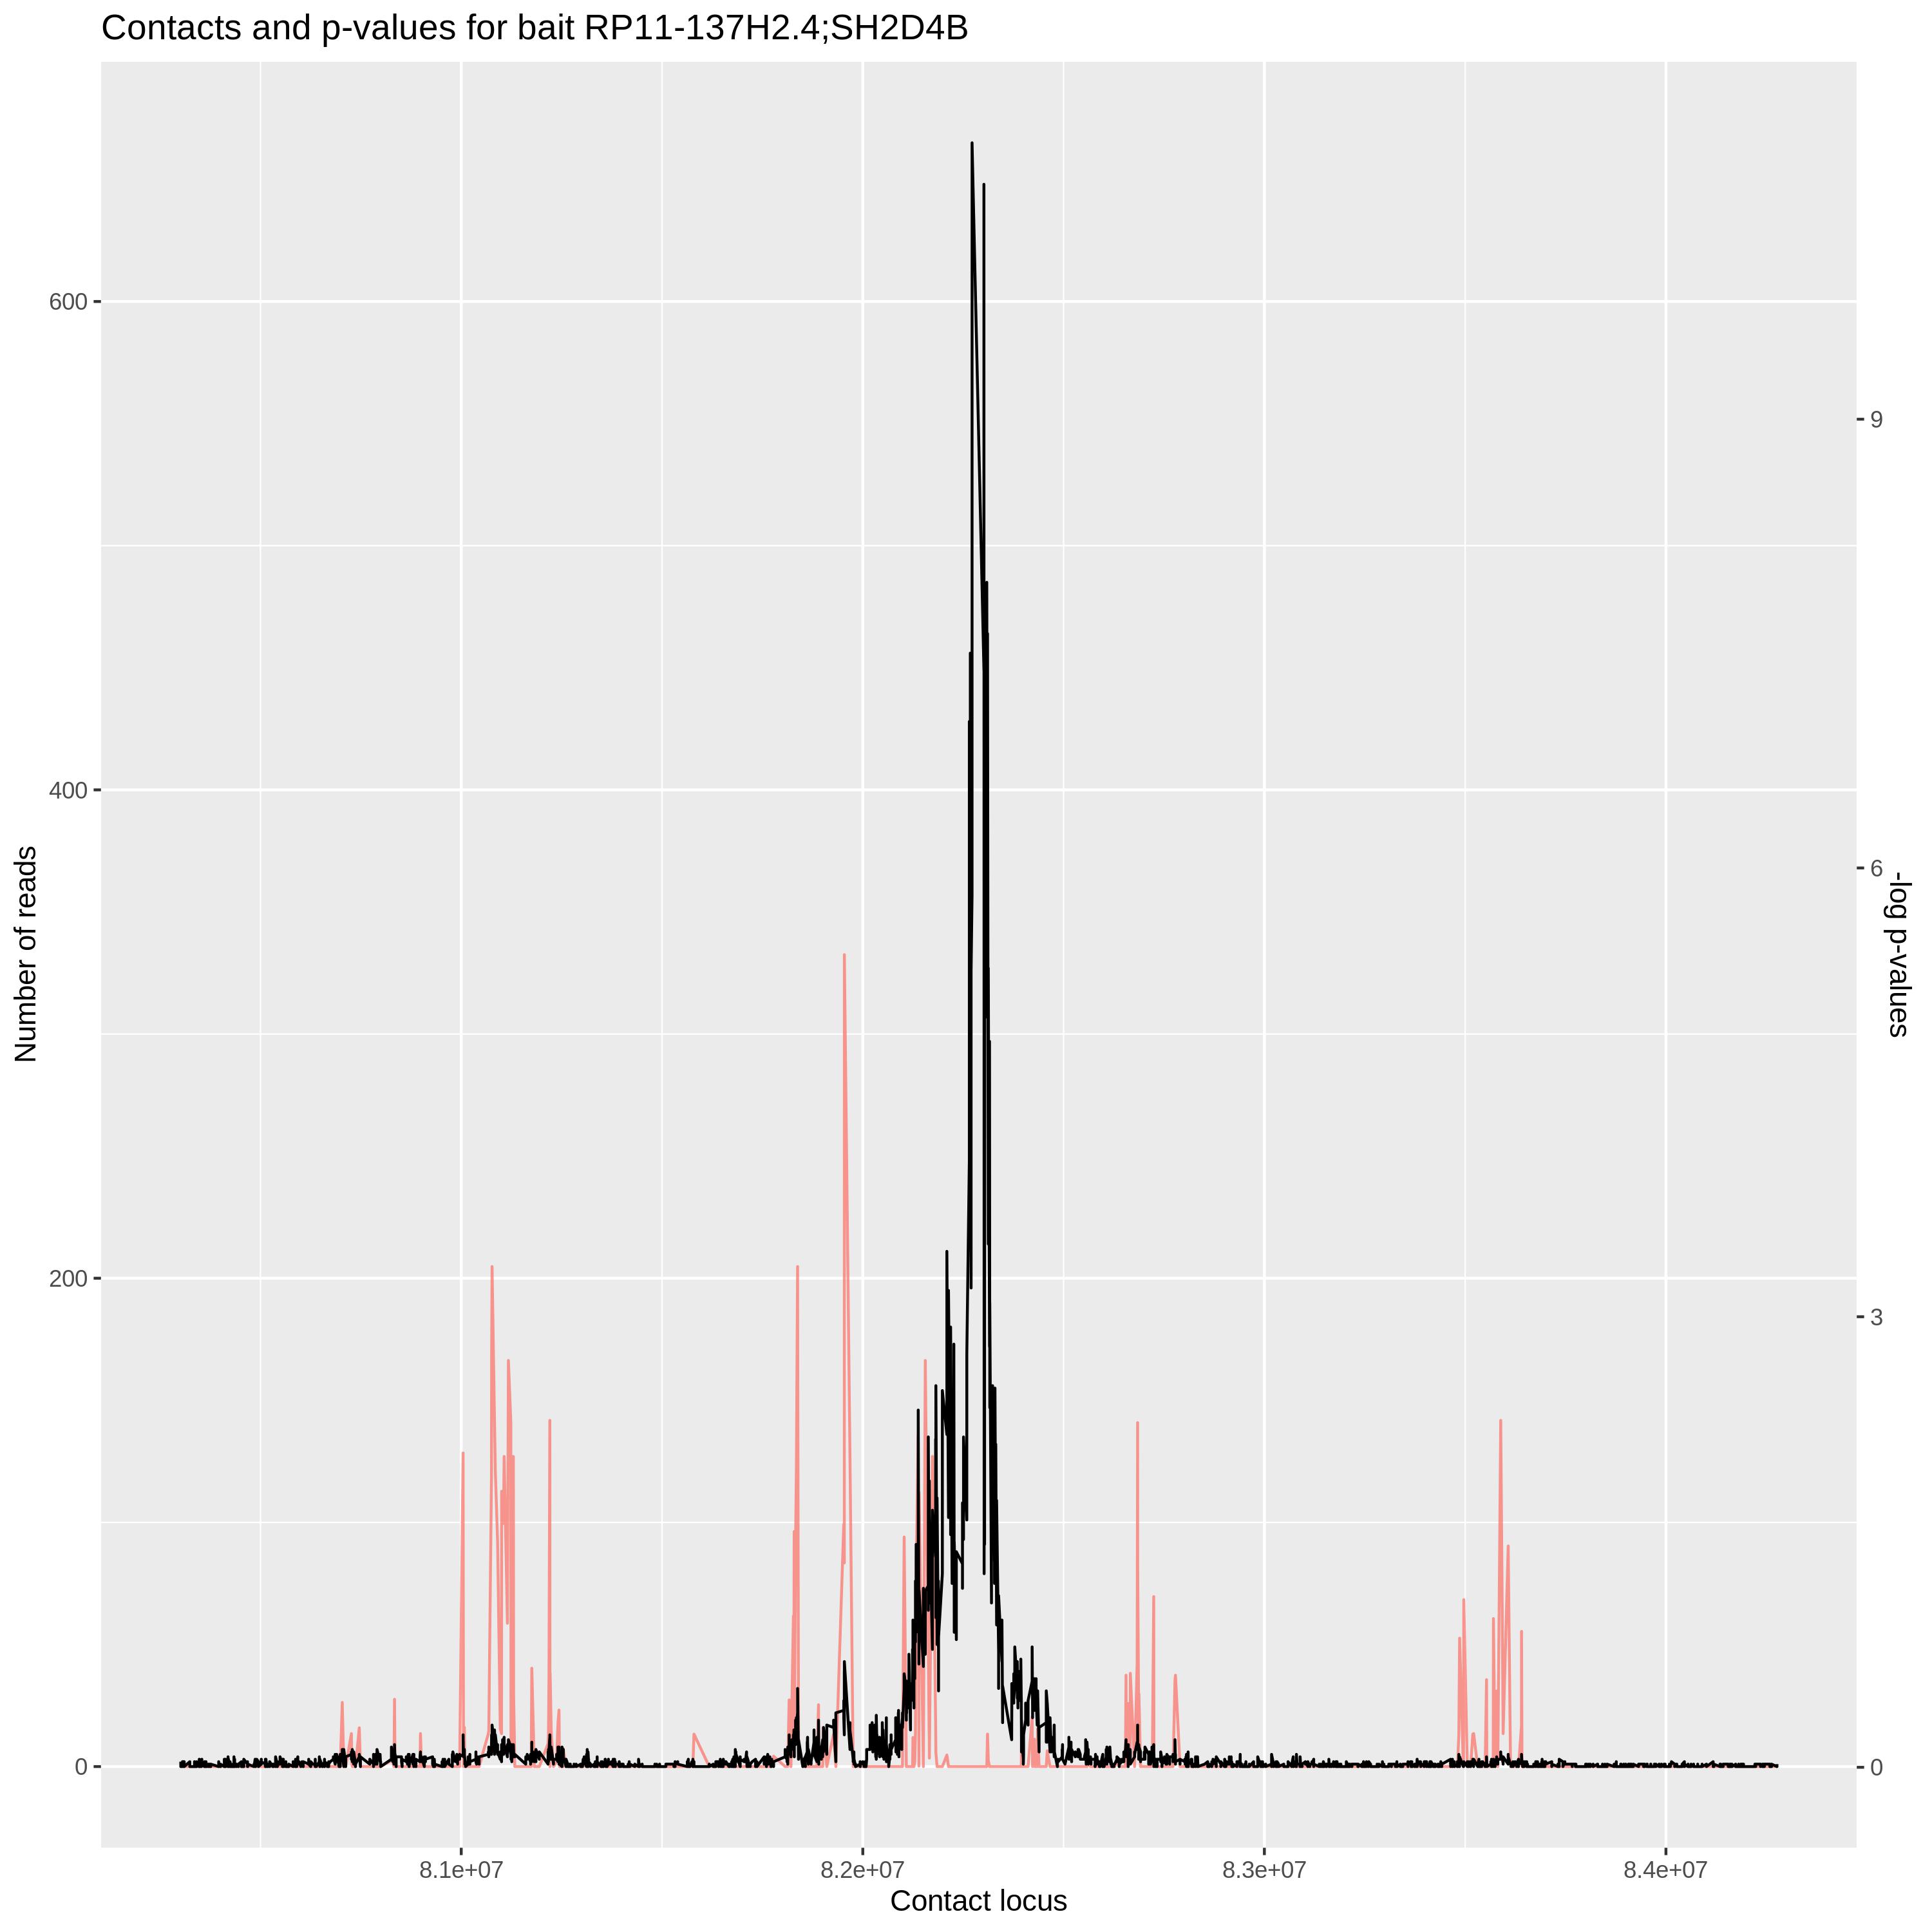 Contacts and p-values for bait RP11-137H2.4;SH2D4B
600
400
200
0
9
6
3
0
Number of reads
-log p-values
8.1e+07
8.2e+07
8.3e+07
8.4e+07
Contact locus